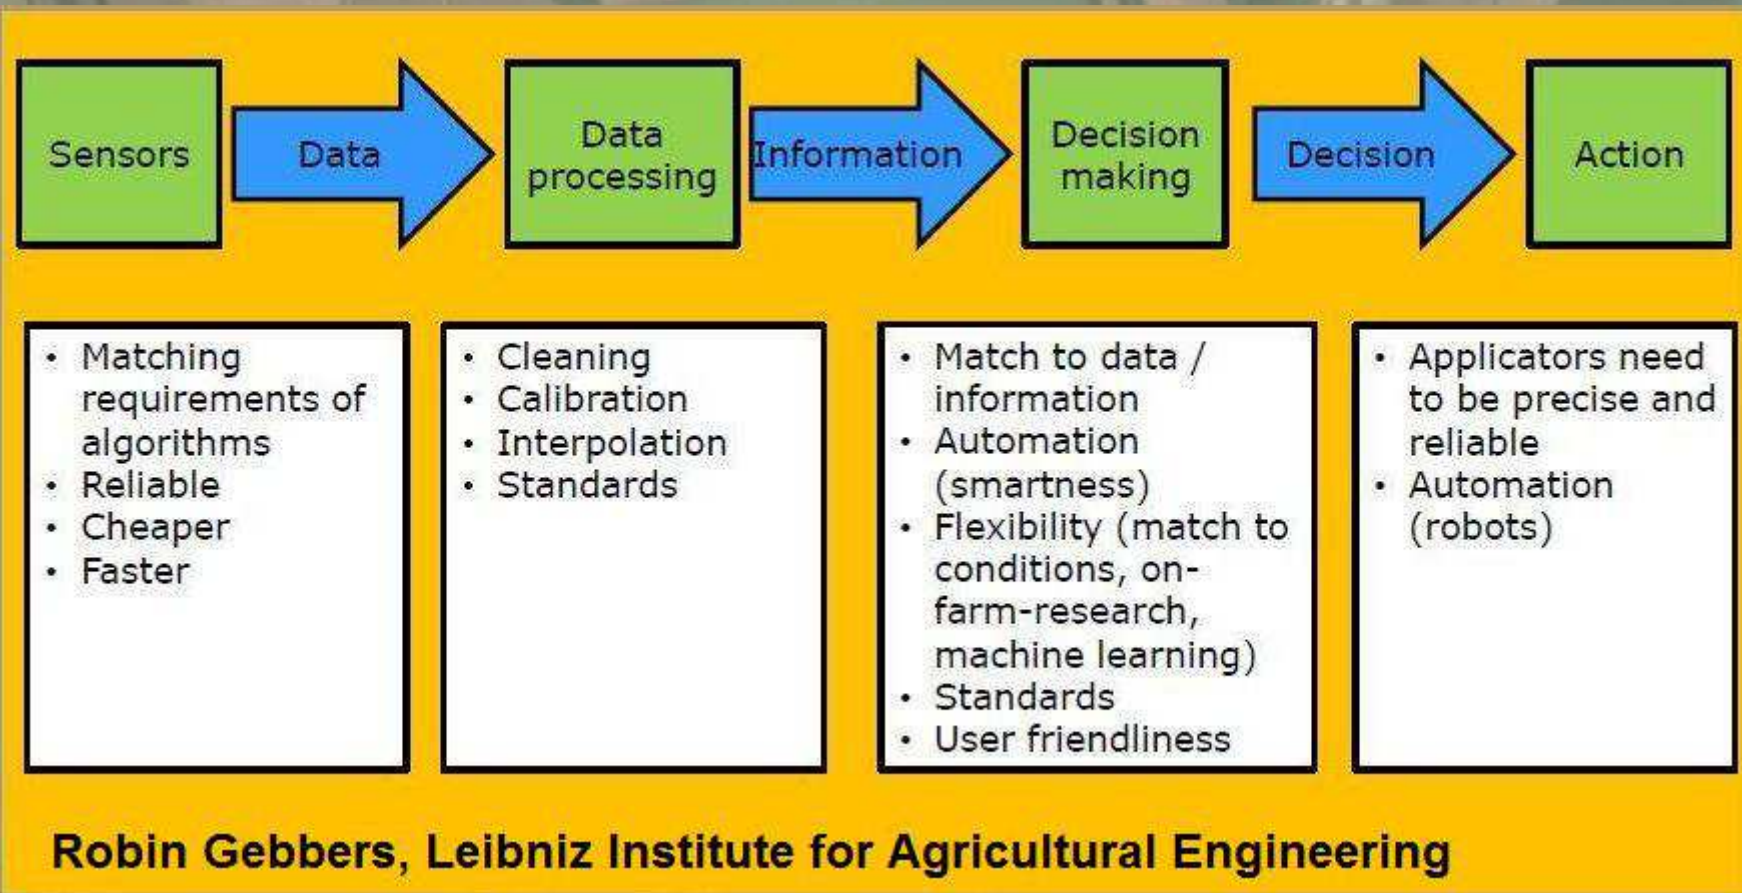 Sensors
Data
Data
processing
Information
Decision
making
Decision
Action
• Matching
requirements of
algorithms
• Reliable
• Cheaper
• Faster
• Cleaning
• Calibration
• Interpolation
• Standards
• Match to data /
information
• Automation
(smartness)
• Flexibility (match to
conditions, on-
farm-research,
machine learning)
• Standards
• User friendliness
• Applicators need
to be precise and
reliable
• Automation
(robots)
Robin Gebbers, Leibniz Institute for Agricultural Engineering